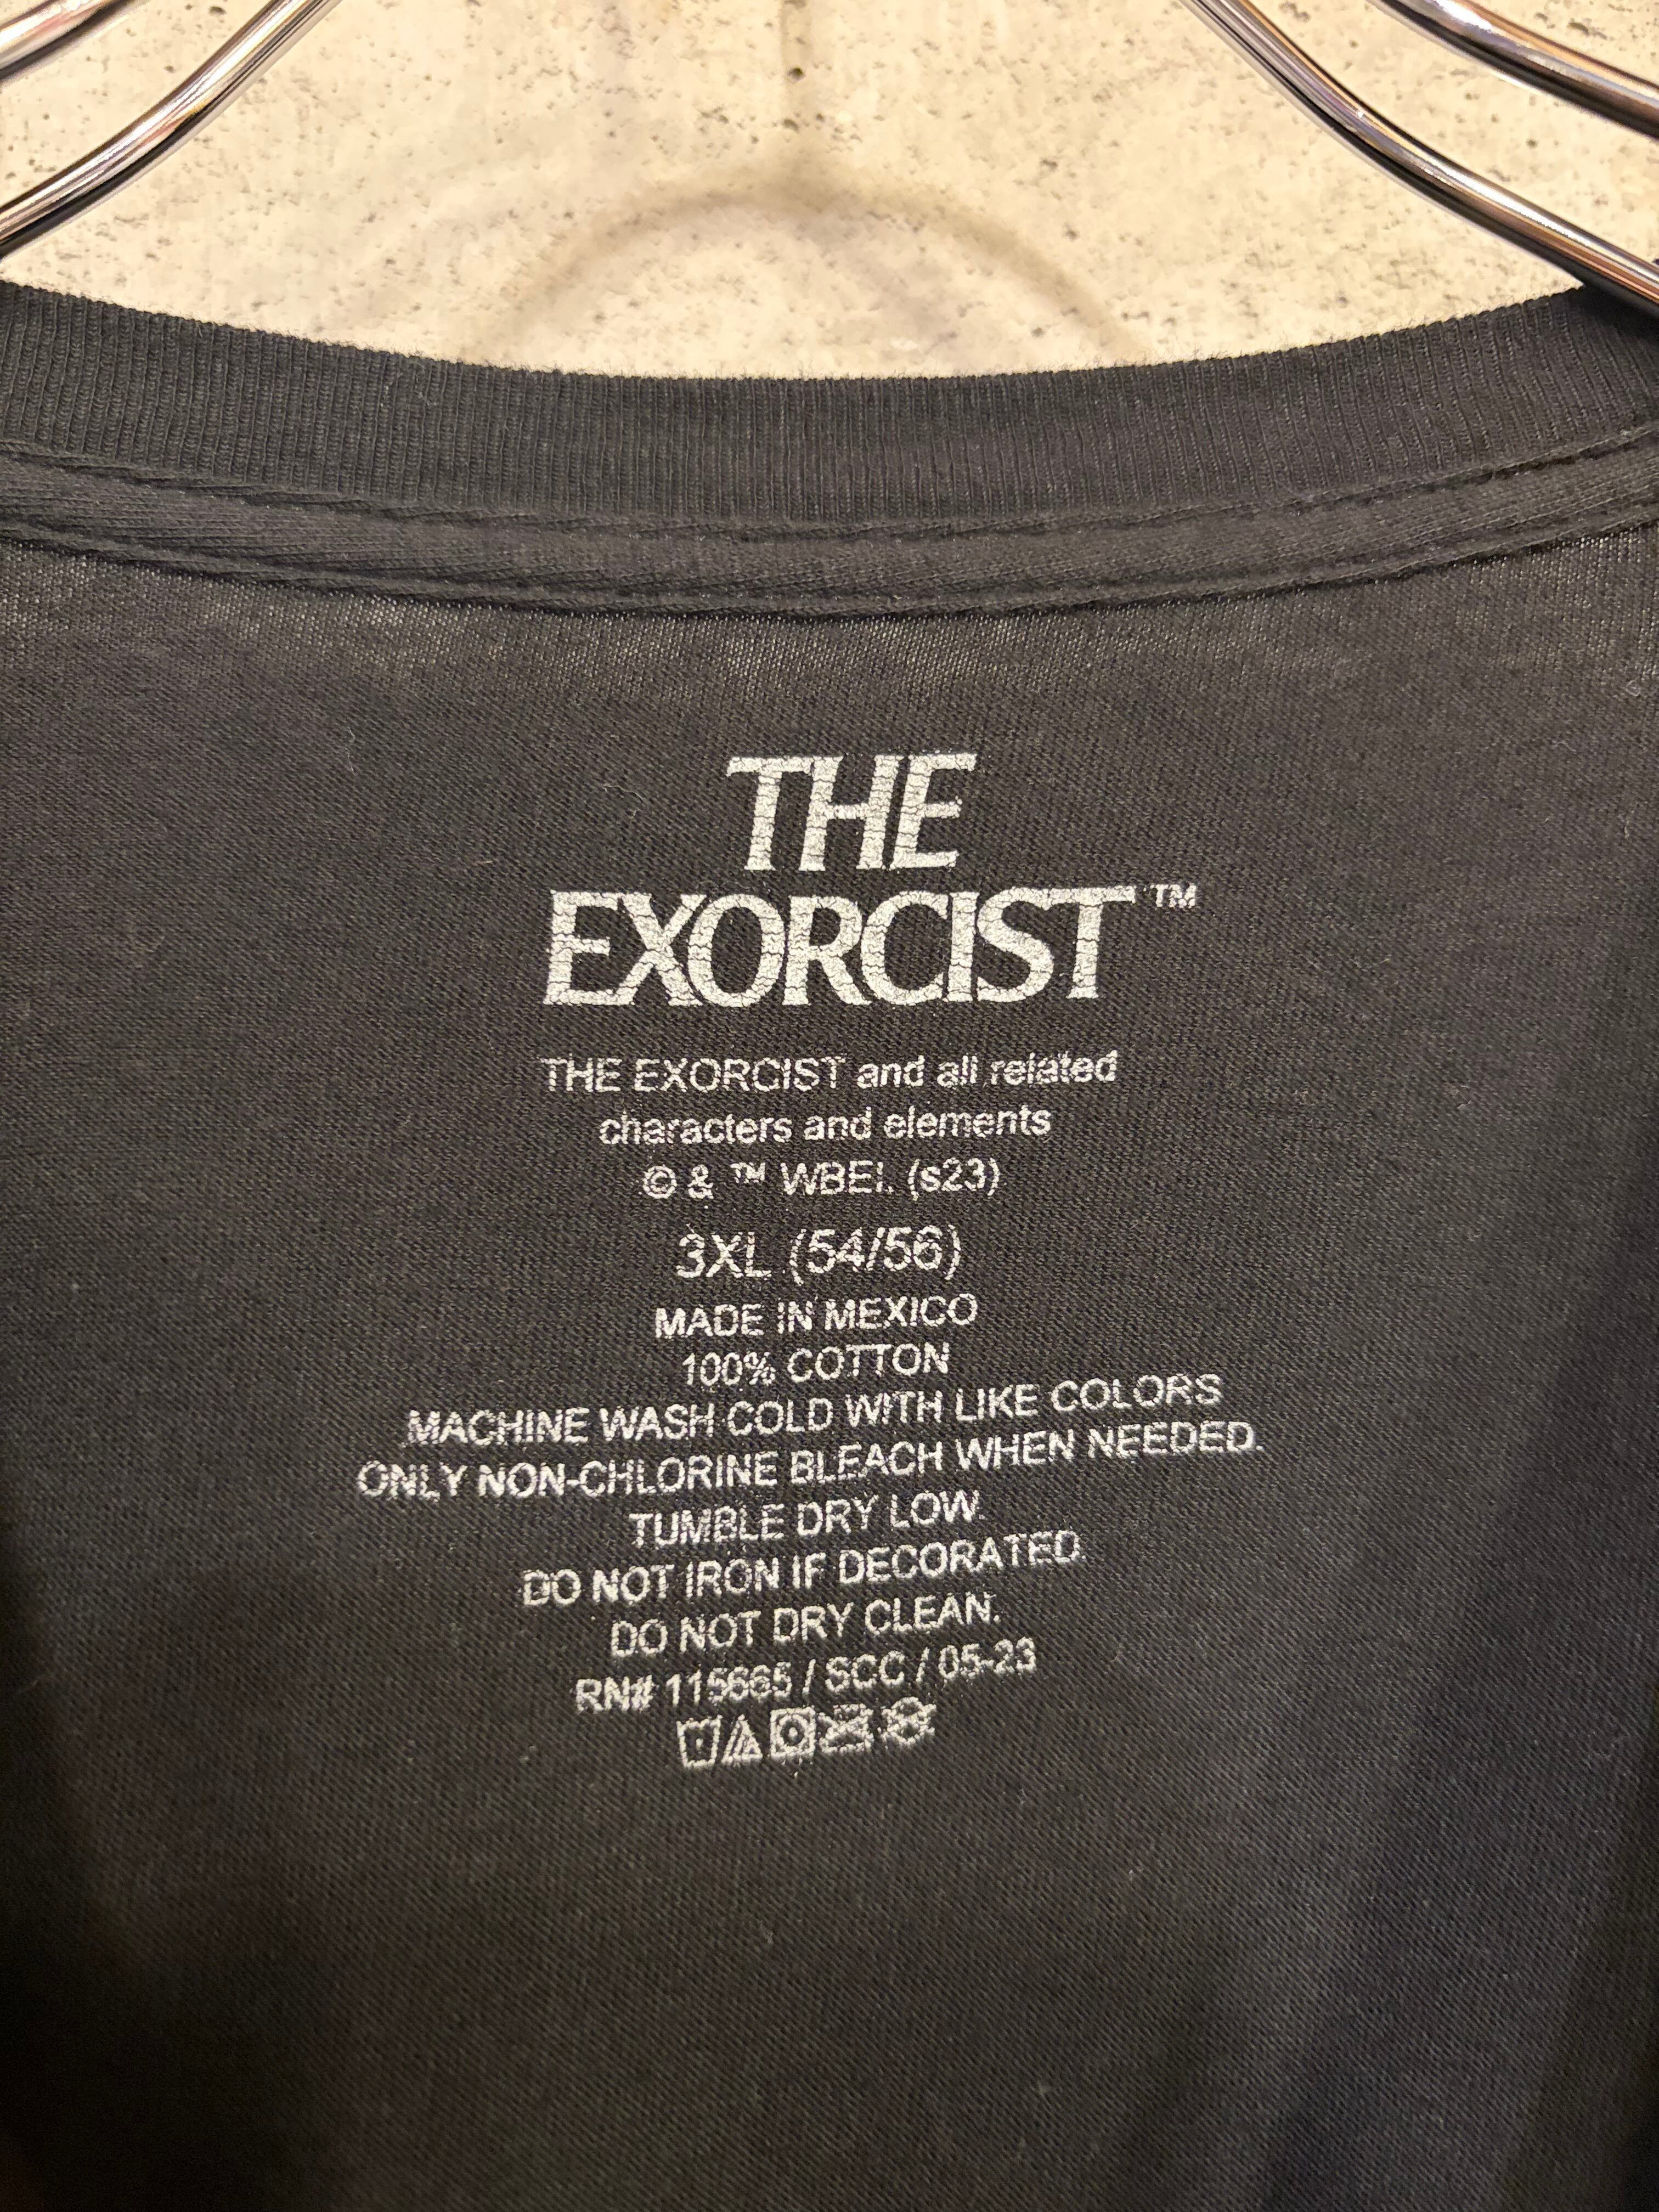 THE
EXORCIST™
THE EXORCIST and all related
characters and elements
© & ™ WBEI. (s23)
3XL (54/56)
MADE IN MEXICO
100% COTTON
MACHINE WASH COLD WITH LIKE COLORS
ONLY NON-CHLORINE BLEACH WHEN NEEDED.
TUMBLE DRY LOW.
DO NOT IRON IF DECORATED.
DO NOT DRY CLEAN.
RN# 115665 / SCC / 05-23